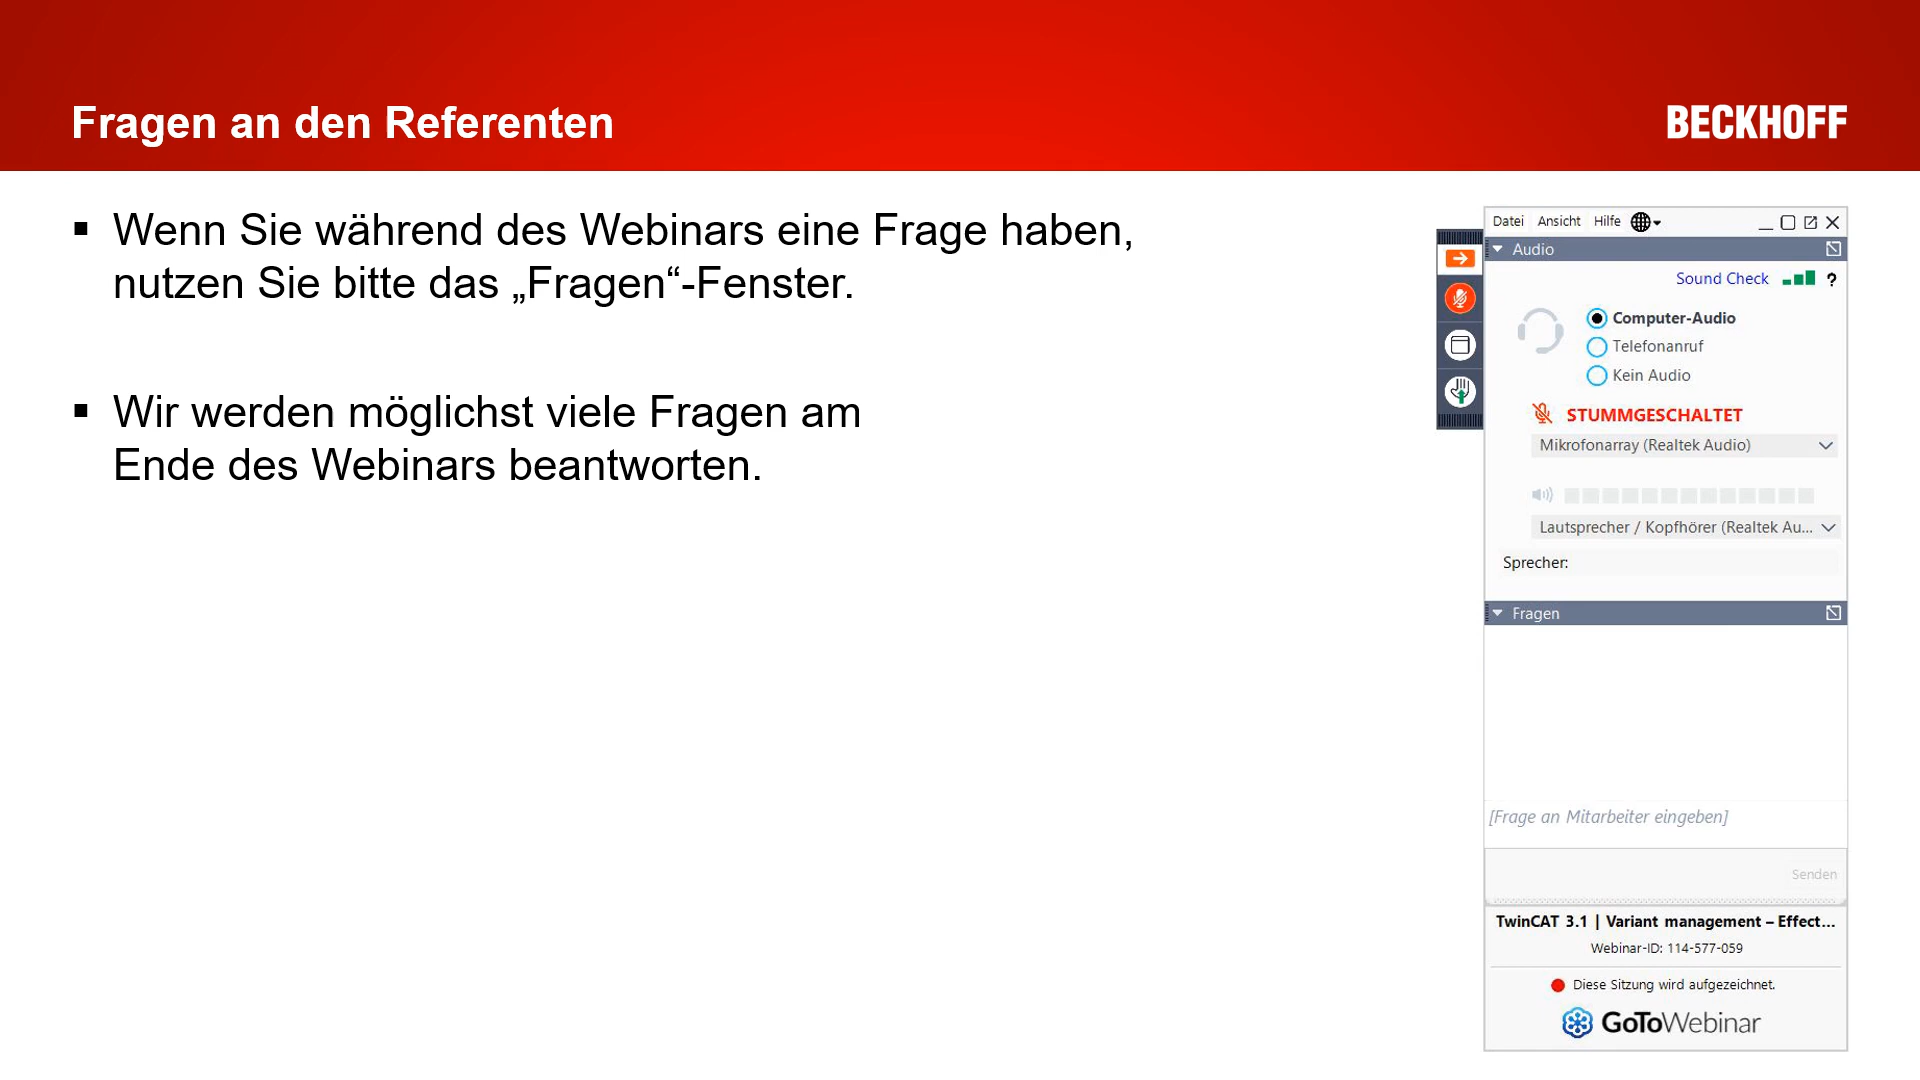 Fragen an den Referenten
BECKHOFF
▪ Wenn Sie während des Webinars eine Frage haben,
nutzen Sie bitte das „Fragen“-Fenster.
▪ Wir werden möglichst viele Fragen am
Ende des Webinars beantworten.
Datei Ansicht Hilfe
Audio
Sound Check ?
Computer-Audio
Telefonanruf
Kein Audio
STUMMGESCHALTET
Mikrofonarray (Realtek Audio)
Lautsprecher / Kopfhörer (Realtek Au...
Sprecher:
Fragen
[Frage an Mitarbeiter eingeben]
Senden
TwinCAT 3.1 | Variant management – Effect...
Webinar-ID: 114-577-059
Diese Sitzung wird aufgezeichnet.
GoToWebinar